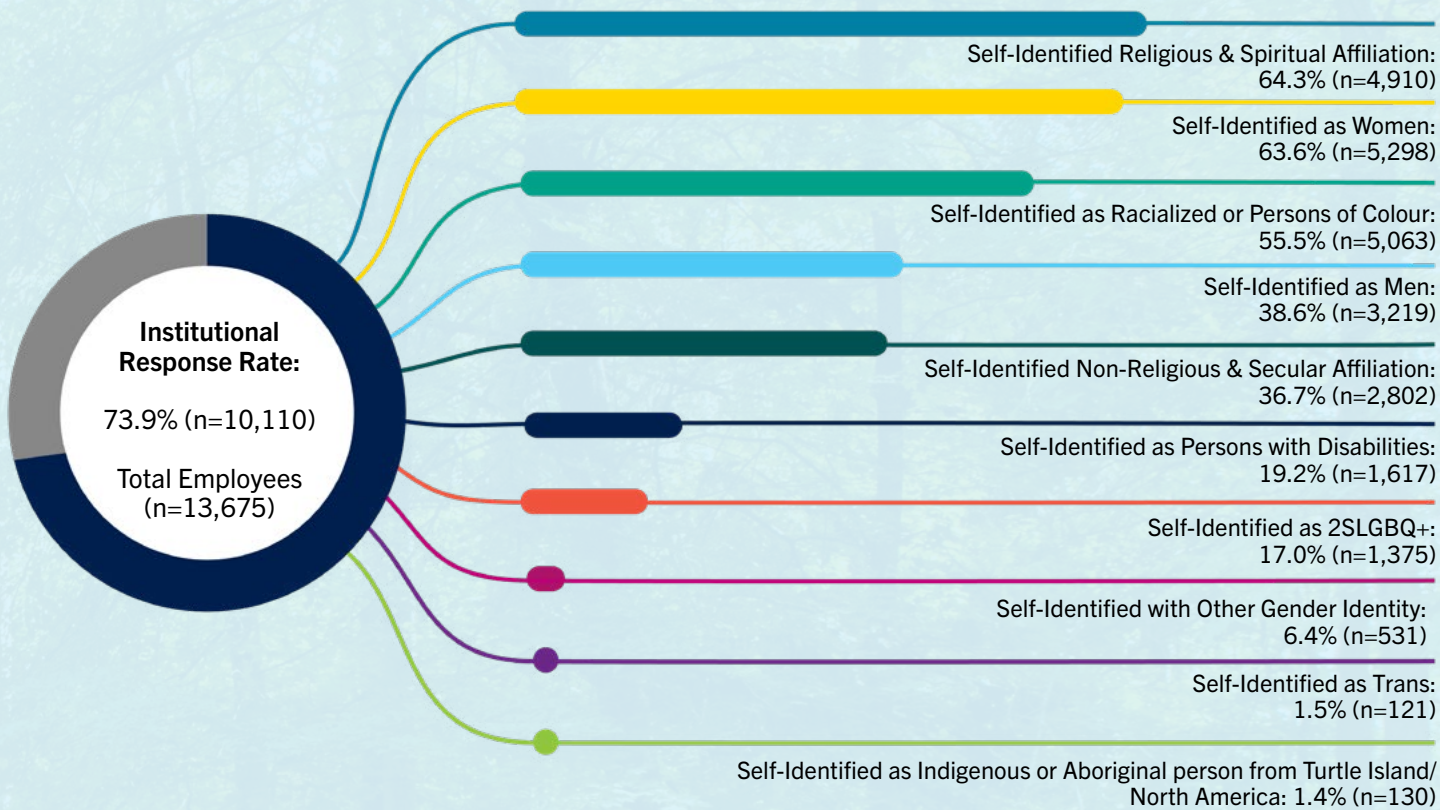 Institutional
Response Rate:
73.9% (n=10,110)
Total Employees
(n=13,675)
Self-Identified Religious & Spiritual Affiliation:
64.3% (n=4,910)
Self-Identified as Women:
63.6% (n=5,298)
Self-Identified as Racialized or Persons of Colour:
55.5% (n=5,063)
Self-Identified as Men:
38.6% (n=3,219)
Self-Identified Non-Religious & Secular Affiliation:
36.7% (n=2,802)
Self-Identified as Persons with Disabilities:
19.2% (n=1,617)
Self-Identified as 2SLGBQ+:
17.0% (n=1,375)
Self-Identified with Other Gender Identity:
6.4% (n=531)
Self-Identified as Trans:
1.5% (n=121)
Self-Identified as Indigenous or Aboriginal person from Turtle Island/
North America: 1.4% (n=130)